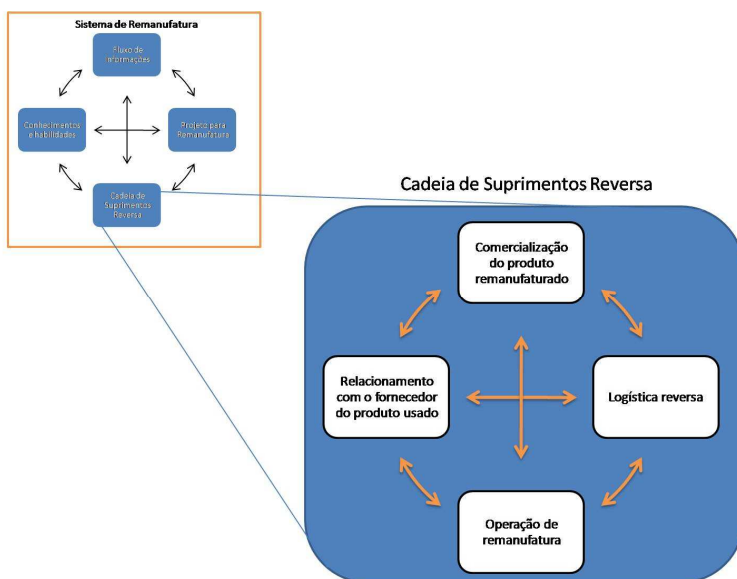 Sistema de Remanufatura
Fluxo de
Informações
Conhecimentos
e habilidades
Projeto para
Remanufatura
Cadeia de
Suprimentos
Reversa
Cadeia de Suprimentos Reversa
Comercialização
do produto
remanufaturado
Relacionamento
com o fornecedor
do produto usado
Logística reversa
Operação de
remanufatura